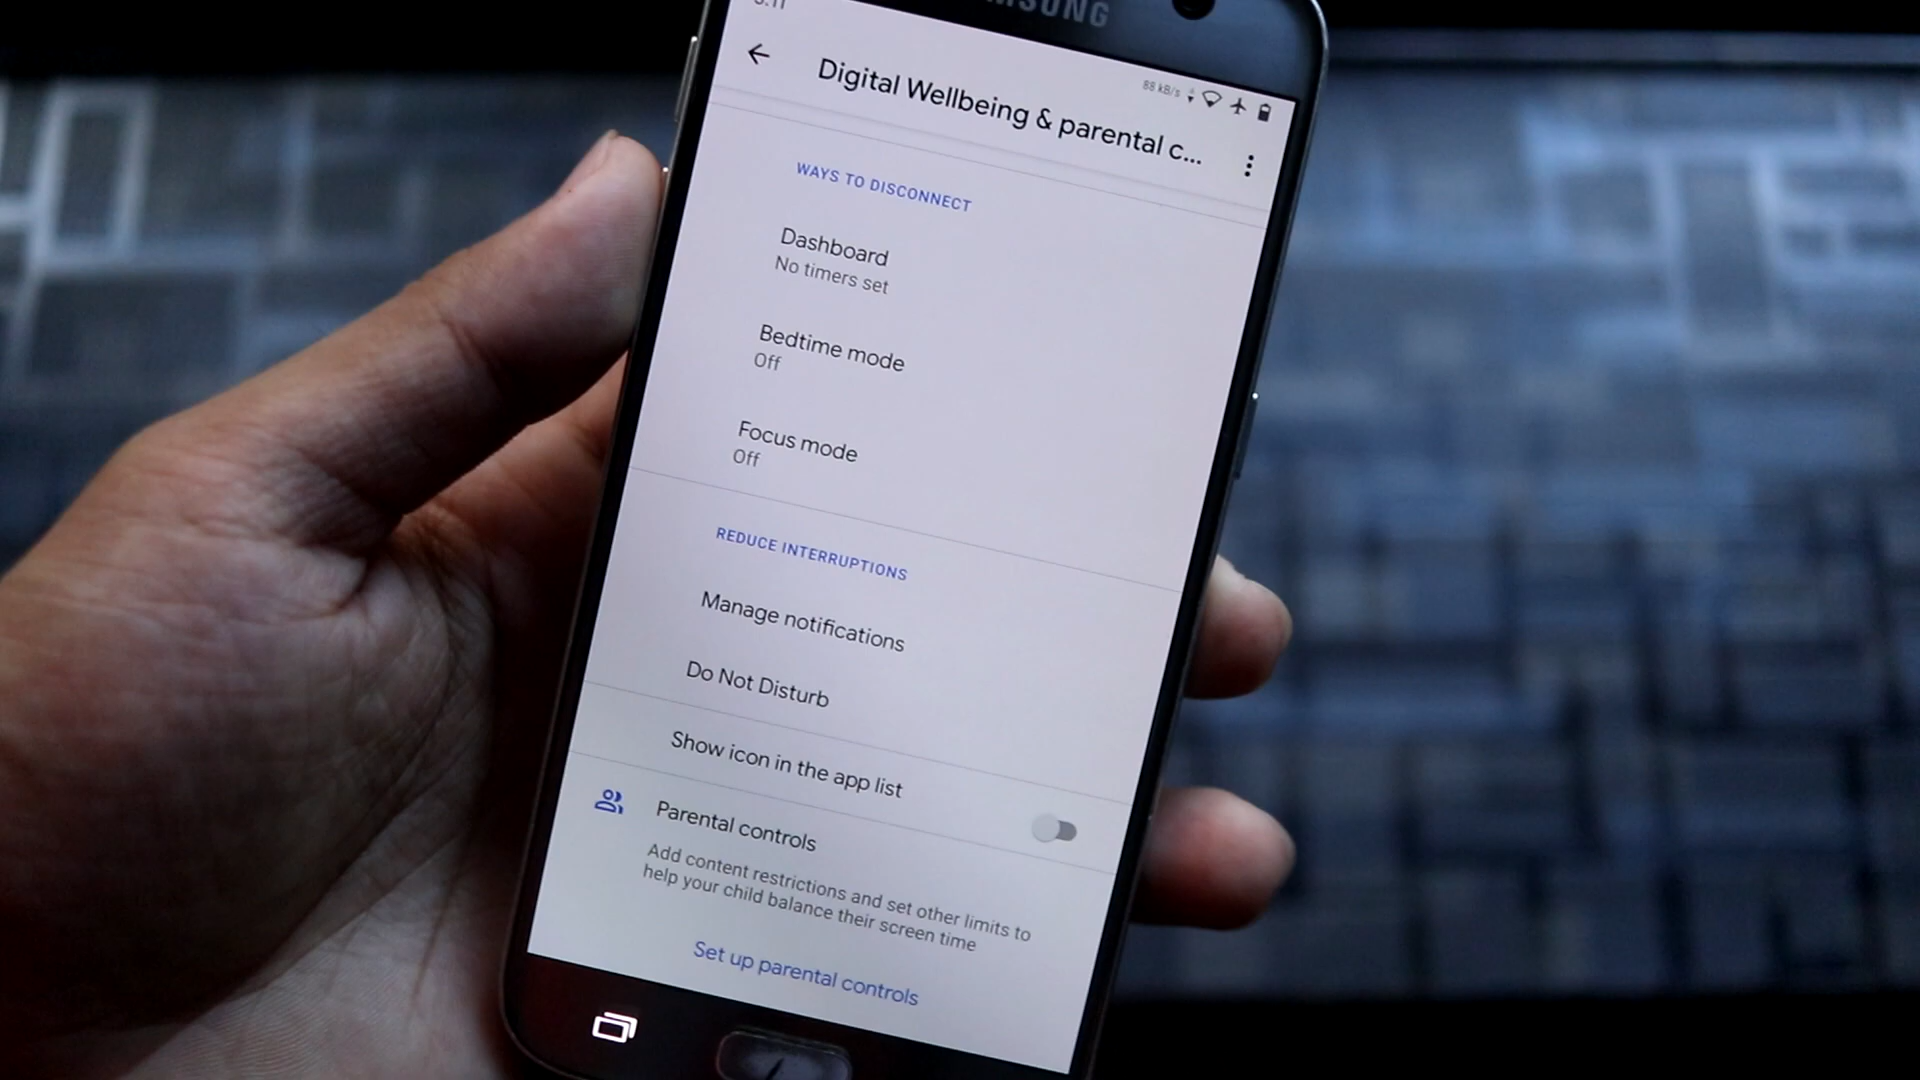 SAMSUNG
88 kB/s
Digital Wellbeing & parental c...
WAYS TO DISCONNECT
Dashboard
No timers set
Bedtime mode
Off
Focus mode
Off
REDUCE INTERRUPTIONS
Manage notifications
Do Not Disturb
Show icon in the app list
Parental controls
Add content restrictions and set other limits to
help your child balance their screen time
Set up parental controls